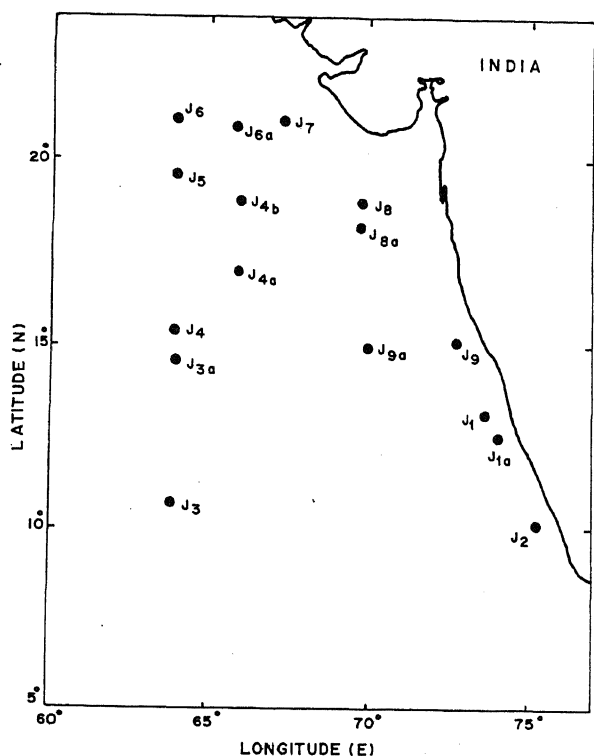 INDIA
J6
J6a
J7
20°
J5
J4b
J8
J8a
J4a
15°
J4
J3a
J9a
J9
J1
J1a
J3
10°
J2
5°
60°
65°
70°
75°
LATITUDE (N)
LONGITUDE (E)